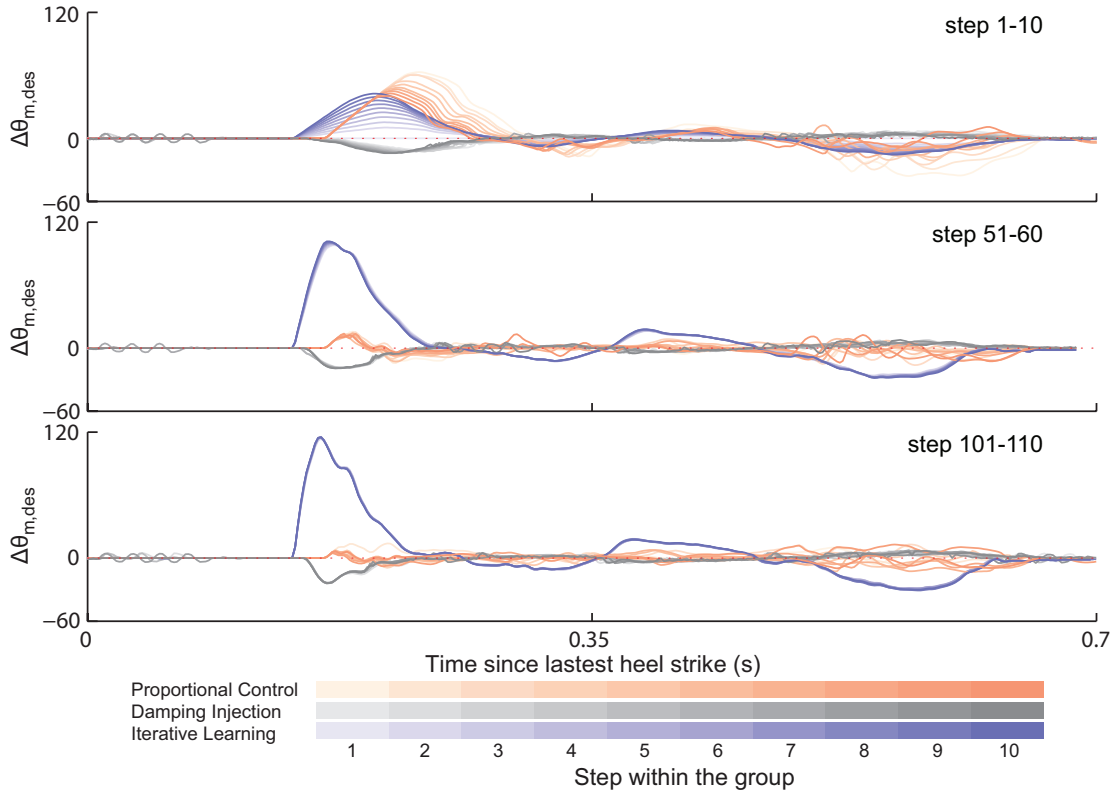 120
step 1-10
Δθm,des
0
−60
120
step 51-60
Δθm,des
0
−60
120
step 101-110
Δθm,des
0
−60
0 0.35 0.7
Time since lastest heel strike (s)
Proportional Control
Damping Injection
Iterative Learning
1 2 3 4 5 6 7 8 9 10
Step within the group